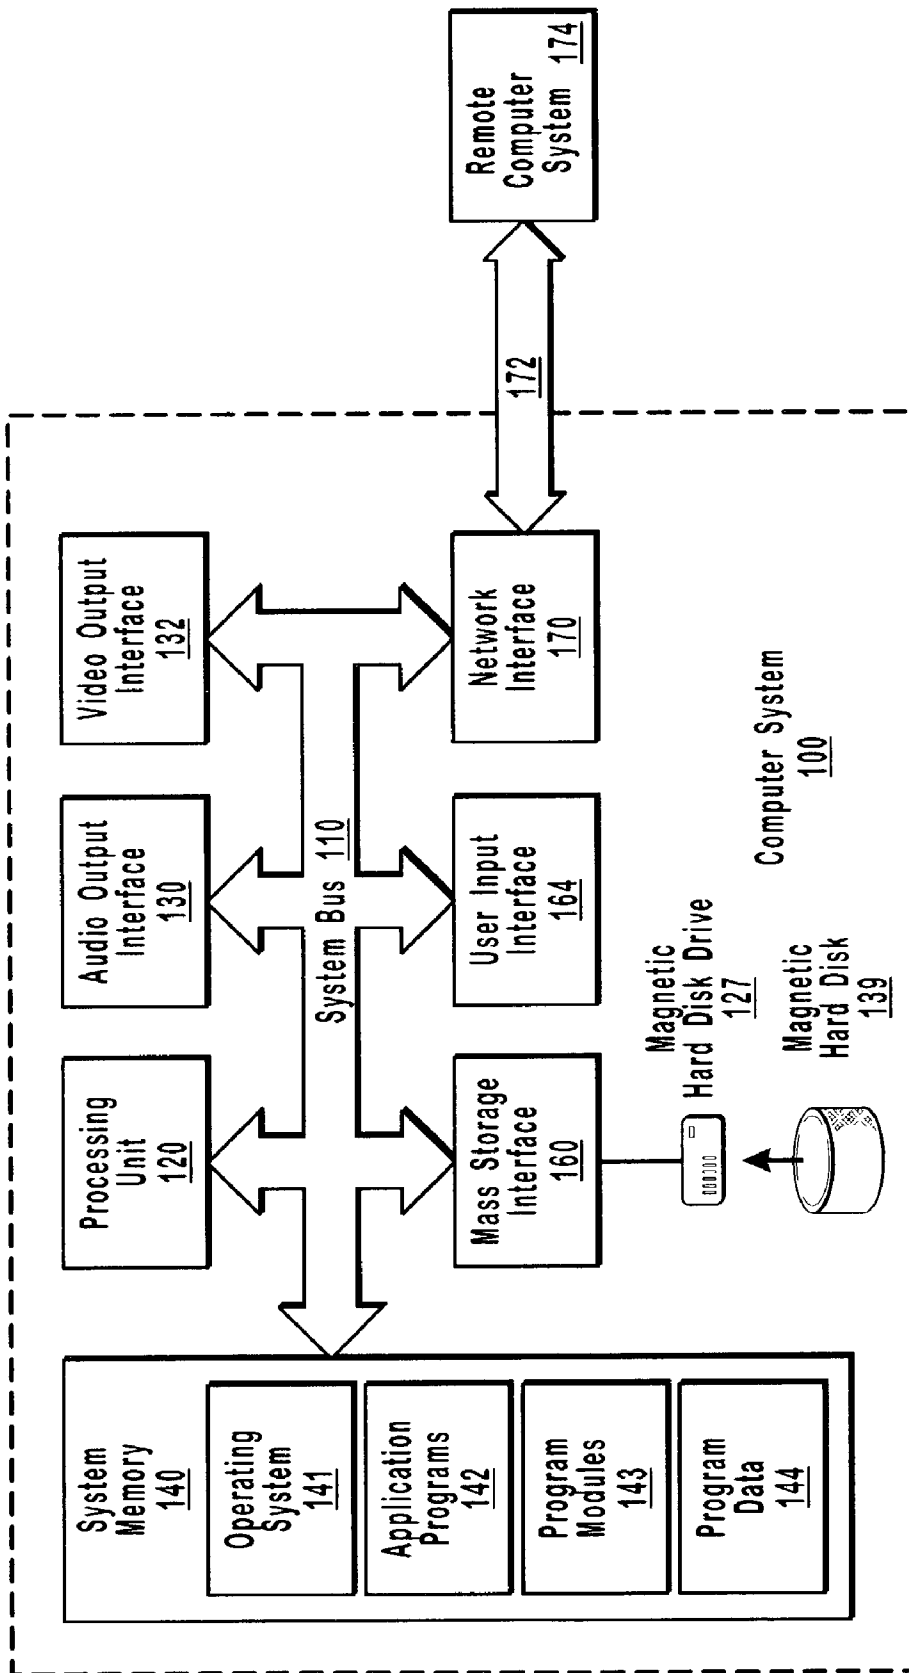 System
Memory
140
Operating
System
141
Application
Programs
142
Program
Modules
143
Program
Data
144
Processing
Unit
120
Audio Output
Interface
130
Video Output
Interface
132
System Bus 110
Mass Storage
Interface
160
User Input
Interface
164
Network
Interface
170
172
Remote
Computer
System 174
Magnetic
Hard Disk Drive
127
Magnetic
Hard Disk
139
Computer System
100